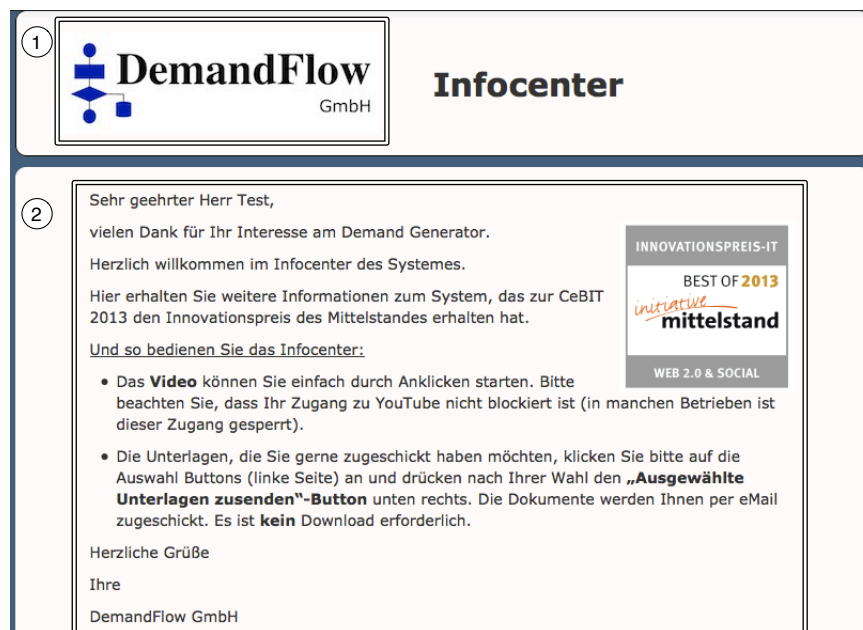 1
DemandFlow
GmbH
Infocenter
2
Sehr geehrter Herr Test,
vielen Dank für Ihr Interesse am Demand Generator.
Herzlich willkommen im Infocenter des Systemes.
Hier erhalten Sie weitere Informationen zum System, das zur CeBIT
2013 den Innovationspreis des Mittelstandes erhalten hat.
INNOVATIONSPREIS-IT
BEST OF 2013
initiative
mittelstand
WEB 2.0 & SOCIAL
Und so bedienen Sie das Infocenter:
• Das Video können Sie einfach durch Anklicken starten. Bitte
beachten Sie, dass Ihr Zugang zu YouTube nicht blockiert ist (in manchen Betrieben ist
dieser Zugang gesperrt).
• Die Unterlagen, die Sie gerne zugeschickt haben möchten, klicken Sie bitte auf die
Auswahl Buttons (linke Seite) an und drücken nach Ihrer Wahl den „Ausgewählte
Unterlagen zusenden“-Button unten rechts. Die Dokumente werden Ihnen per eMail
zugeschickt. Es ist kein Download erforderlich.
Herzliche Grüße
Ihre
DemandFlow GmbH